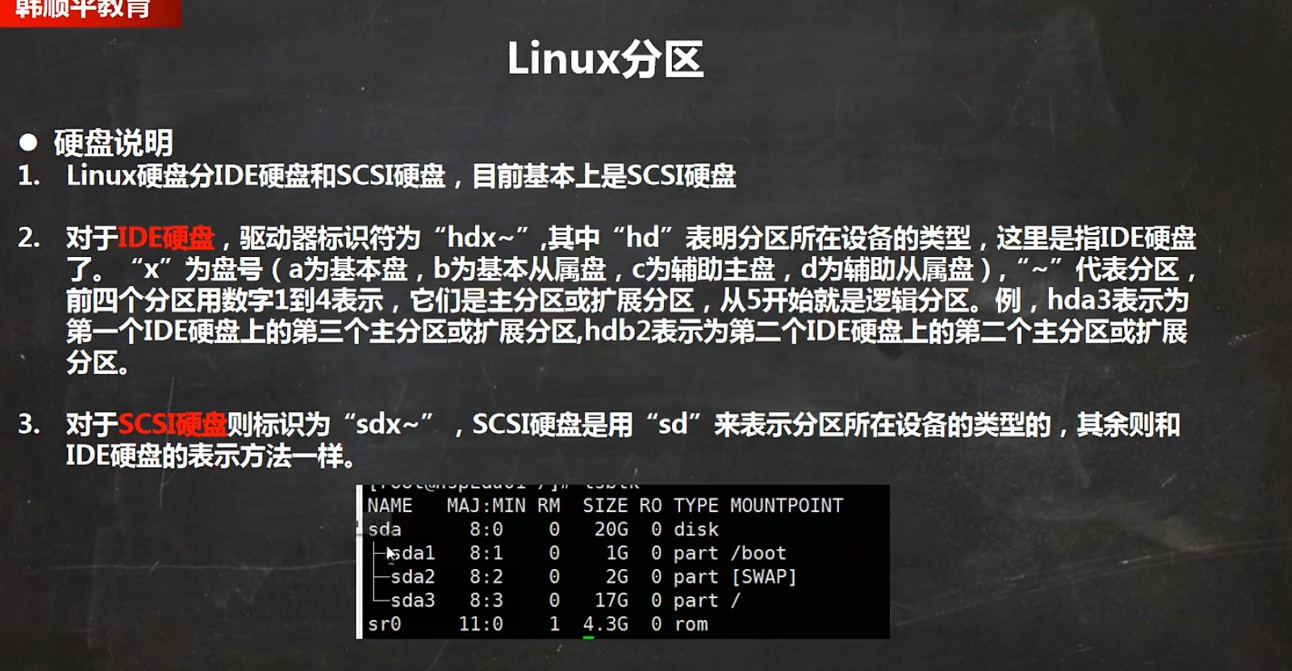 韩顺平教育
Linux分区
● 硬盘说明
1. Linux硬盘分IDE硬盘和SCSI硬盘，目前基本上是SCSI硬盘
2. 对于IDE硬盘，驱动器标识符为“hdx~”,其中“hd”表明分区所在设备的类型，这里是指IDE硬盘
了。“x”为盘号（a为基本盘，b为基本从属盘，c为辅助主盘，d为辅助从属盘）,“~”代表分区，
前四个分区用数字1到4表示，它们是主分区或扩展分区，从5开始就是逻辑分区。例，hda3表示为
第一个IDE硬盘上的第三个主分区或扩展分区,hdb2表示为第二个IDE硬盘上的第二个主分区或扩展
分区。
3. 对于SCSI硬盘则标识为“sdx~”，SCSI硬盘是用“sd”来表示分区所在设备的类型的，其余则和
IDE硬盘的表示方法一样。
NAME MAJ:MIN RM SIZE RO TYPE MOUNTPOINT
sda 8:0 0 20G 0 disk
├─sda1 8:1 0 1G 0 part /boot
├─sda2 8:2 0 2G 0 part [SWAP]
└─sda3 8:3 0 17G 0 part /
sr0 11:0 1 4.3G 0 rom